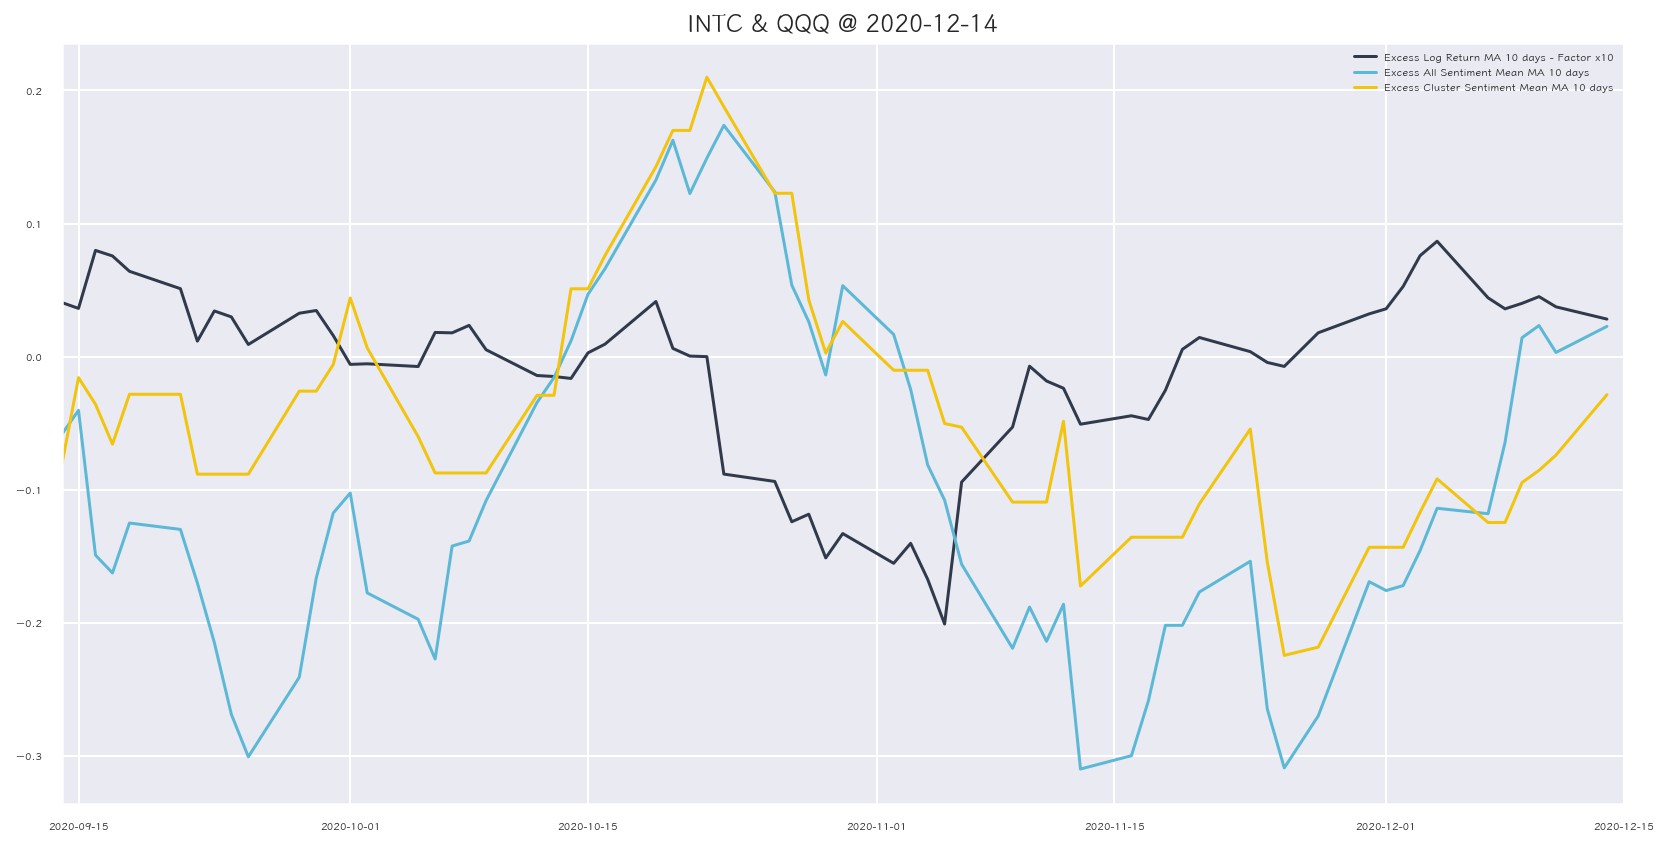 INTC & QQQ @ 2020-12-14
Excess Log Return MA 10 days - Factor x10
Excess All Sentiment Mean MA 10 days
Excess Cluster Sentiment Mean MA 10 days
0.2
0.1
0.0
−0.1
−0.2
−0.3
2020-09-15 2020-10-01 2020-10-15 2020-11-01 2020-11-15 2020-12-01 2020-12-15